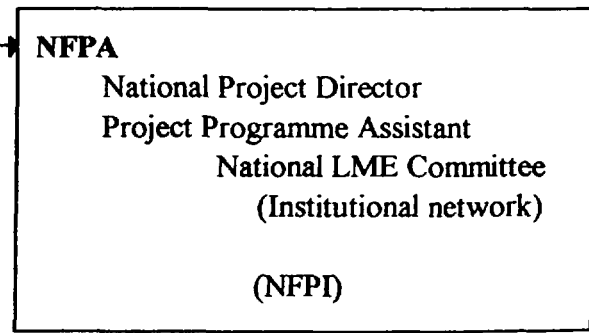 NFPA
National Project Director
Project Programme Assistant
National LME Committee
(Institutional network)
(NFPI)